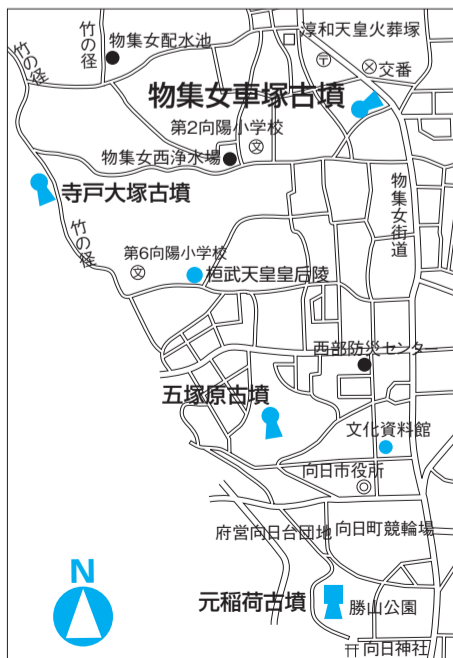 竹の径
竹の径
物集女配水池
淳和天皇火葬塚
〒
交番
物集女車塚古墳
第2向陽小学校
文
物集女西浄水場
寺戸大塚古墳
物集女街道
竹の径
第6向陽小学校
文
桓武天皇皇后陵
西部防災センター
五塚原古墳
文化資料館
向日市役所
府営向日台団地
向日町競輪場
N
元稲荷古墳
勝山公園
向日神社